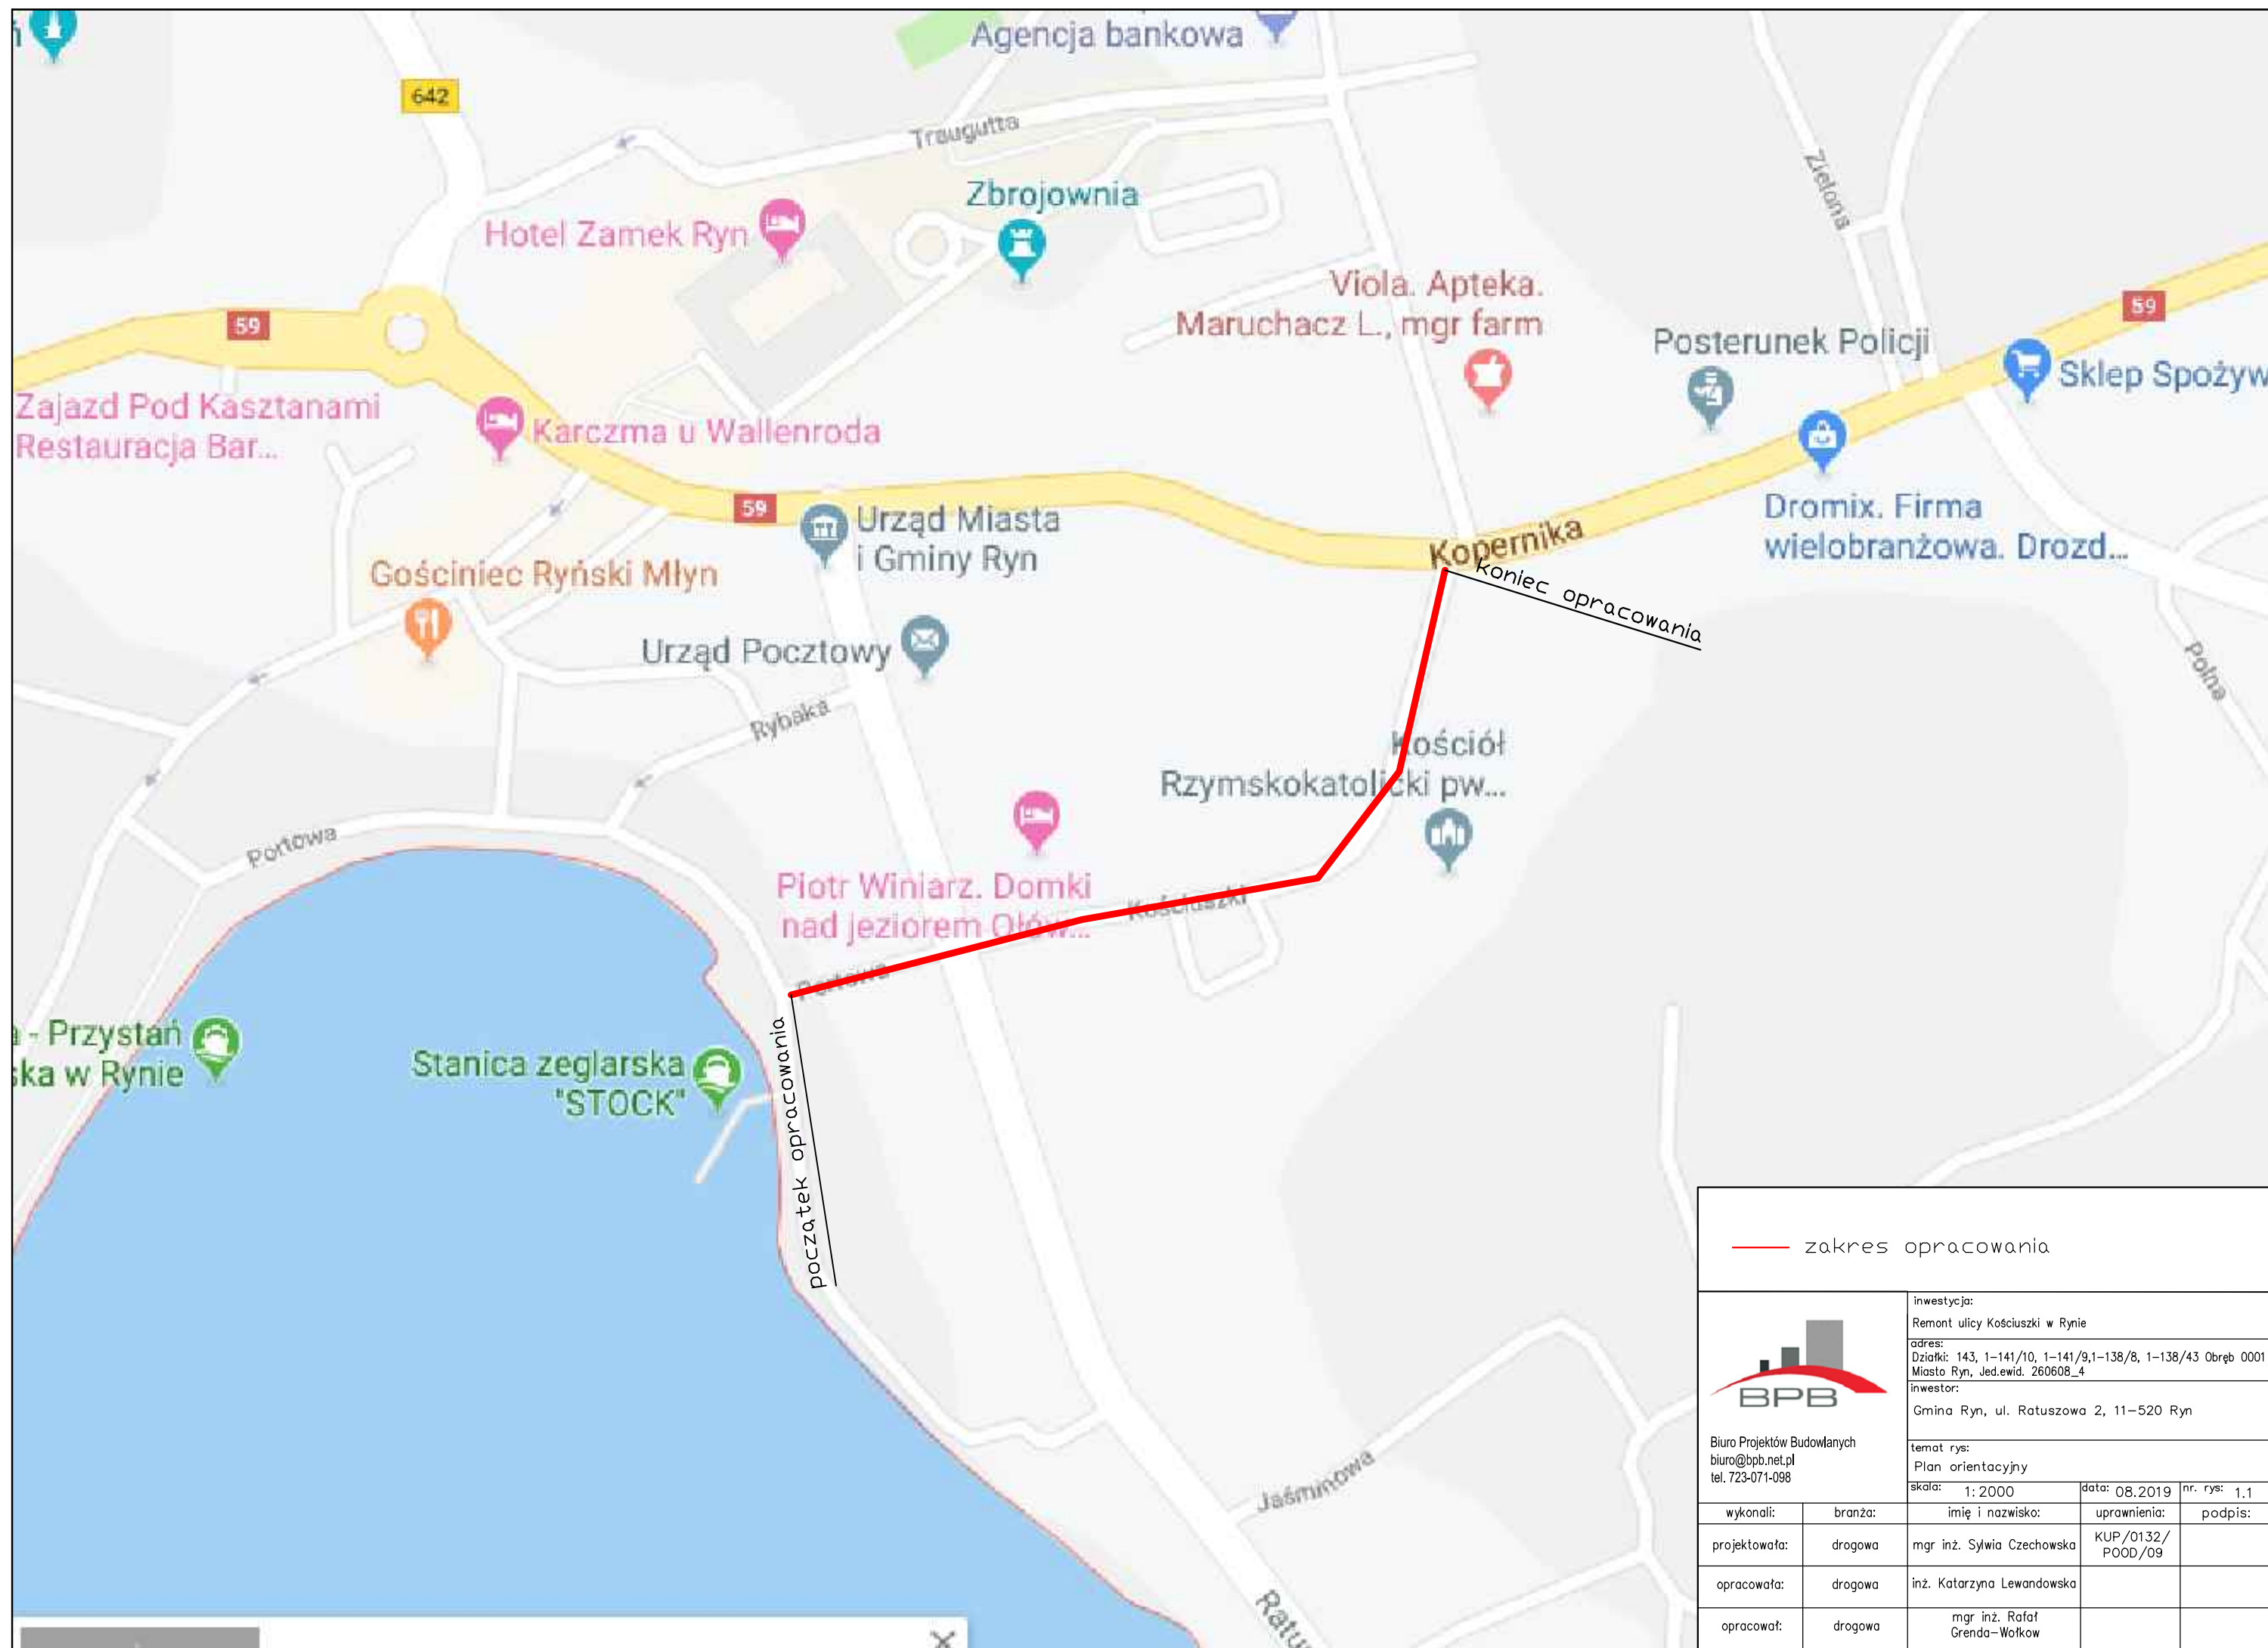 Agencja bankowa
642
Traugutta
Zbrojownia
Zielona
Hotel Zamek Ryn
Viola. Apteka.
Maruchacz L., mgr farm
59
59
Posterunek Policji
Sklep Spożyw
Zajazd Pod Kasztanami
Restauracja Bar...
Karczma u Wallenroda
59
Urząd Miasta
i Gminy Ryn
Kopernika
Dromix. Firma
wielobranżowa. Drozd...
koniec opracowania
Gościniec Ryński Młyn
Urząd Pocztowy
Polna
Rybaka
Kościół
Rzymskokatolicki pw...
Portowa
Piotr Winiarz. Domki
nad jeziorem Ołów...
Kościuszki
Portowa
a - Przystań
ska w Rynie
Stanica zeglarska
"STOCK"
początek opracowania
Jaśminowa
Ratu
zakres opracowania
BPB
Biuro Projektów Budowlanych
biuro@bpb.net.pl
tel. 723-071-098
inwestycja:
Remont ulicy Kościuszki w Rynie
adres:
Działki: 143, 1-141/10, 1-141/9,1-138/8, 1-138/43 Obręb 0001
Miasto Ryn, Jed.ewid. 260608_4
inwestor:
Gmina Ryn, ul. Ratuszowa 2, 11-520 Ryn
temat rys:
Plan orientacyjny
skala: 1:2000 data: 08.2019 nr. rys: 1.1
wykonali: branża: imię i nazwisko: uprawnienia: podpis:
projektowała: drogowa mgr inż. Sylwia Czechowska KUP/0132/
POOD/09
opracowała: drogowa inż. Katarzyna Lewandowska
opracował: drogowa mgr inż. Rafał
Grenda-Wołkow